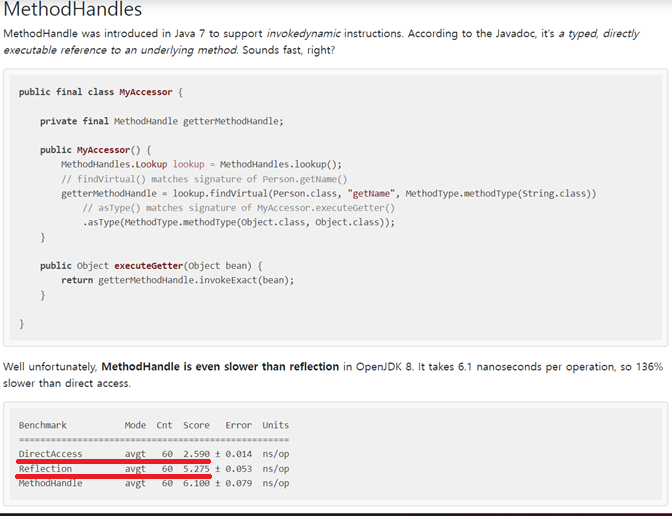 MethodHandles
MethodHandle was introduced in Java 7 to support invokedynamic instructions. According to the Javadoc, it's a typed, directly
executable reference to an underlying method. Sounds fast, right?
public final class MyAccessor {
private final MethodHandle getterMethodHandle;
public MyAccessor() {
MethodHandles.Lookup lookup = MethodHandles.lookup();
// findVirtual() matches signature of Person.getName()
getterMethodHandle = lookup.findVirtual(Person.class, "getName", MethodType.methodType(String.class))
// asType() matches signature of MyAccessor.executeGetter()
.asType(MethodType.methodType(Object.class, Object.class));
}
public Object executeGetter(Object bean) {
return getterMethodHandle.invokeExact(bean);
}
}
Well unfortunately, MethodHandle is even slower than reflection in OpenJDK 8. It takes 6.1 nanoseconds per operation, so 136%
slower than direct access.
Benchmark Mode Cnt Score Error Units
===================================================
DirectAccess avgt 60 2.590 ± 0.014 ns/op
Reflection avgt 60 5.275 ± 0.053 ns/op
MethodHandle avgt 60 6.100 ± 0.079 ns/op